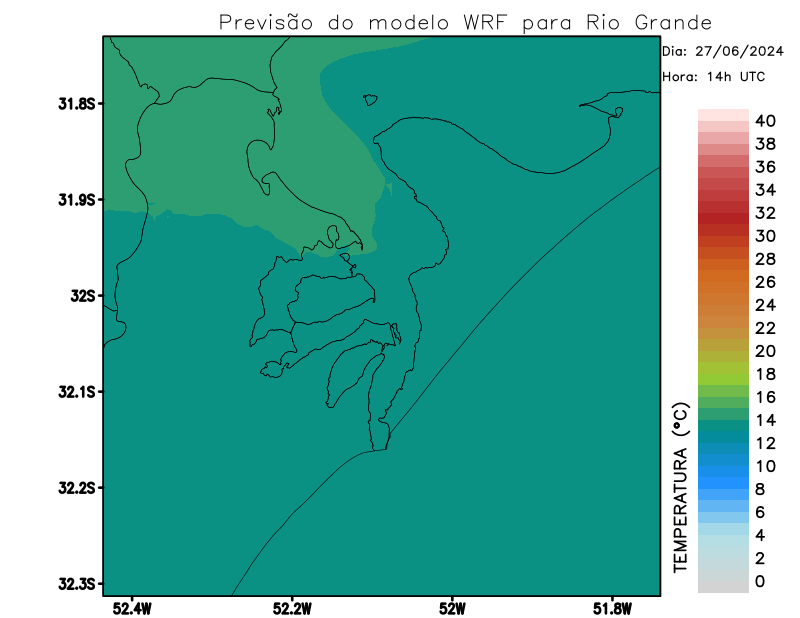 Previsão do modelo WRF para Rio Grande
Dia: 27/06/2024
Hora: 14h UTC
31.8S
31.9S
32S
32.1S
32.2S
32.3S
52.4W
52.2W
52W
51.8W
TEMPERATURA (°C)
40
38
36
34
32
30
28
26
24
22
20
18
16
14
12
10
8
6
4
2
0